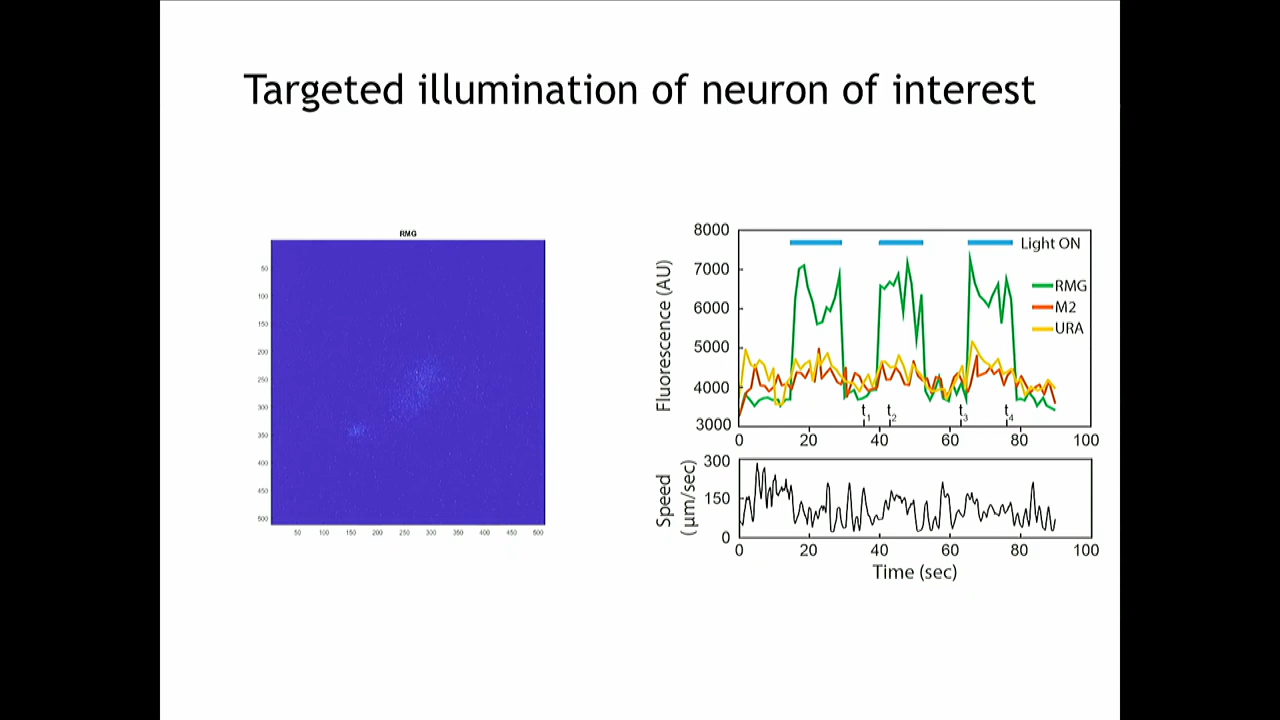 Targeted illumination of neuron of interest
RMG
50
100
150
200
250
300
350
400
450
500
50 100 150 200 250 300 350 400 450 500
Fluorescence (AU)
8000
7000
6000
5000
4000
3000
Light ON
RMG
M2
URA
t1 t2 t3 t4
0 20 40 60 80 100
Speed
(μm/sec)
300
150
0
0 20 40 60 80 100
Time (sec)